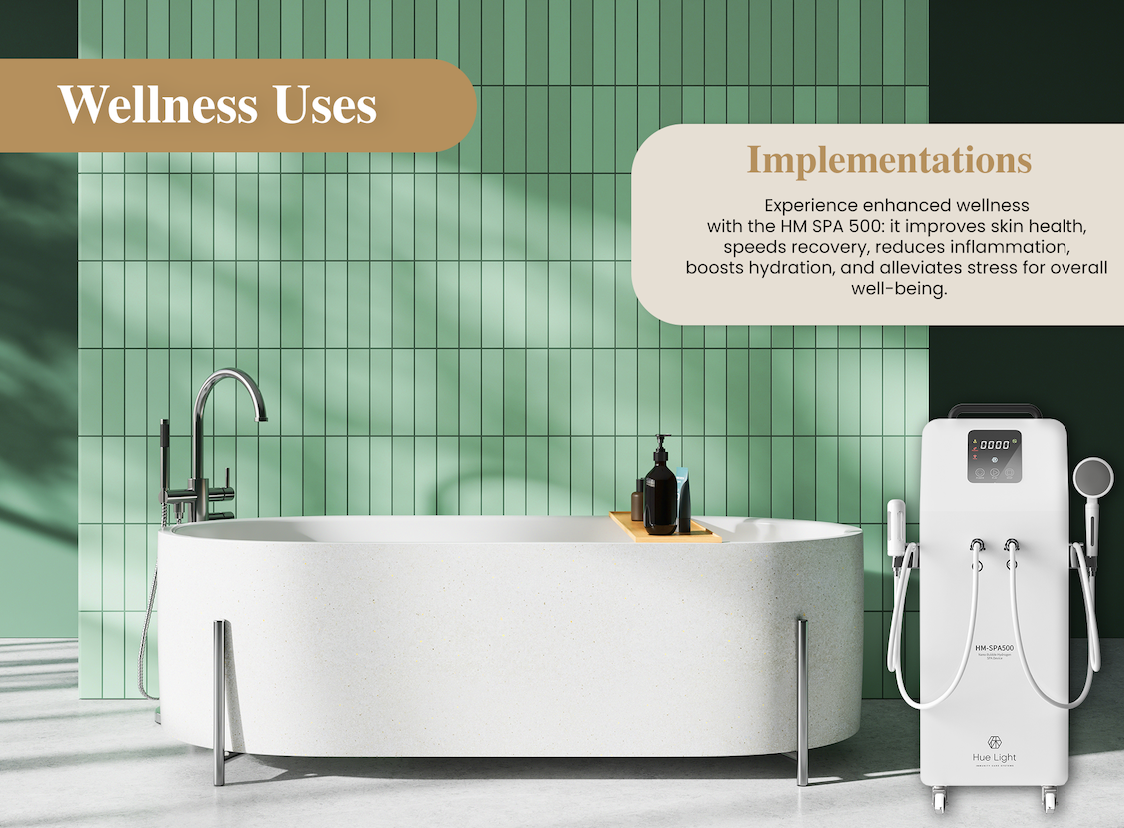 Wellness Uses
Implementations
Experience enhanced wellness
with the HM SPA 500: it improves skin health,
speeds recovery, reduces inflammation,
boosts hydration, and alleviates stress for overall
well-being.
0000
HM-SPA500
Hue Light